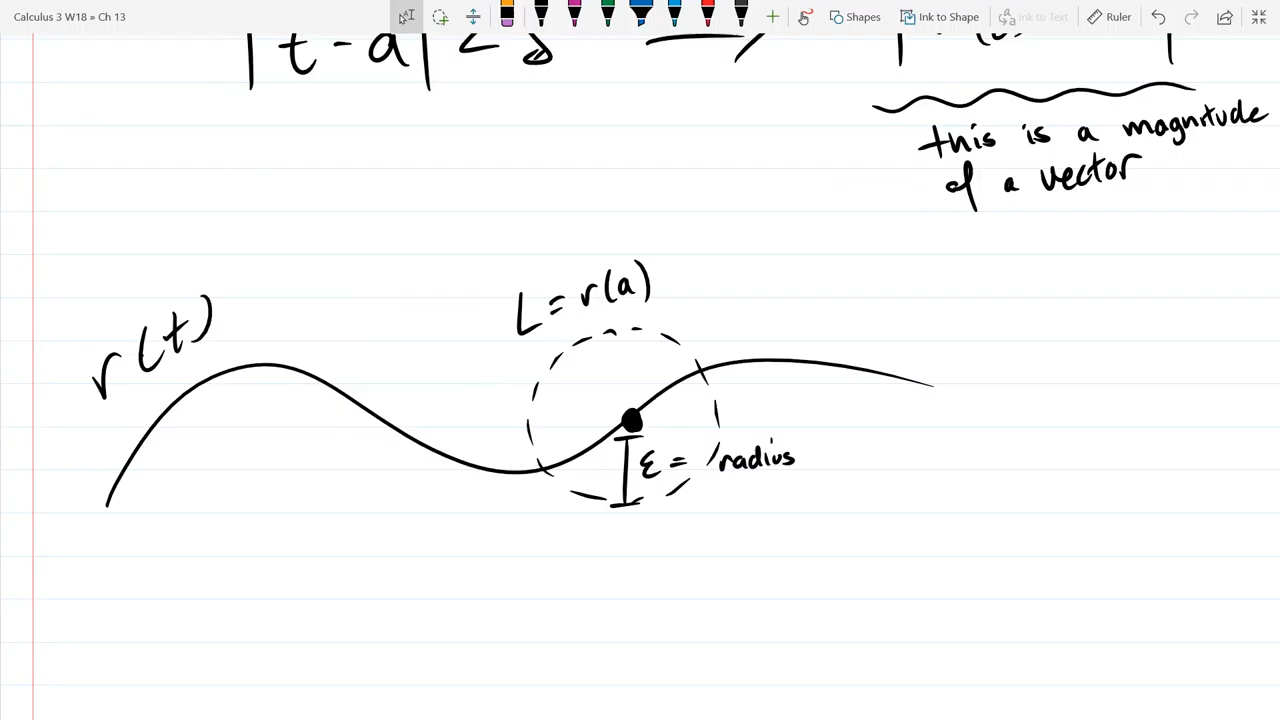 Calculus 3 W18 > Ch 13
Shapes
Ink to Shape
Ink to Text
Ruler
|t - a| < δ ⟹
this is a magnitude
of a vector
L = r(a)
r(t)
ε = radius